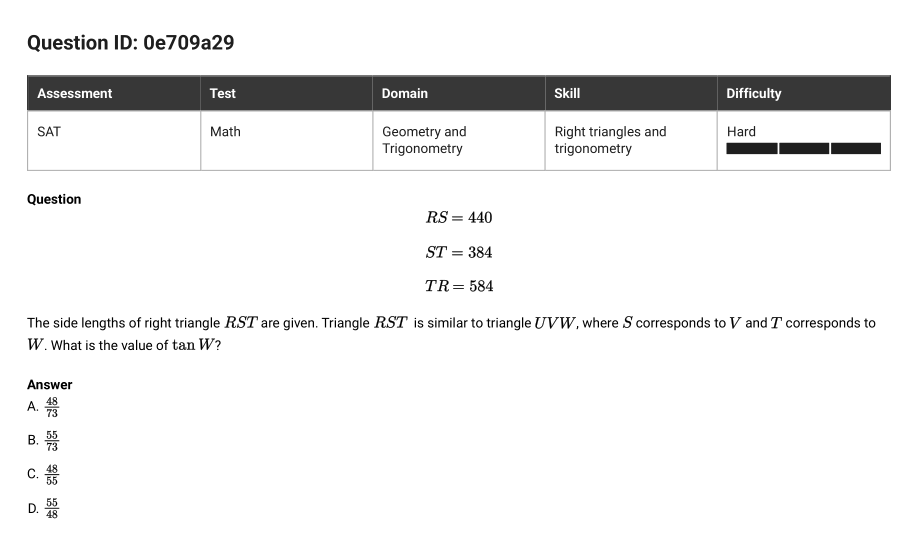 Question ID: 0e709a29
Assessment Test Domain Skill Difficulty
SAT Math Geometry and Trigonometry Right triangles and trigonometry Hard
Question
RS = 440
ST = 384
TR = 584
The side lengths of right triangle RST are given. Triangle RST is similar to triangle UVW, where S corresponds to V and T corresponds to
W. What is the value of tan W?
Answer
A. 48/73
B. 55/73
C. 48/55
D. 55/48